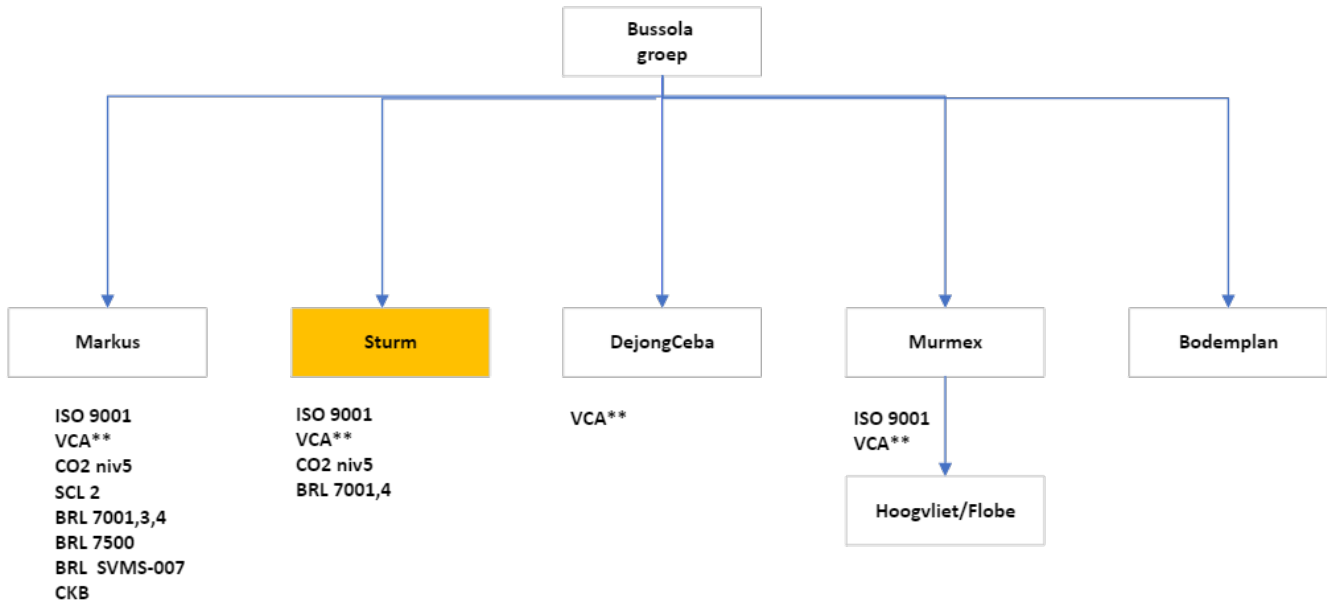 Bussola
groep
Markus
Sturm
DejongCeba
Murmex
Bodemplan
ISO 9001
VCA**
CO2 niv5
SCL 2
BRL 7001,3,4
BRL 7500
BRL  SVMS-007
CKB
ISO 9001
VCA**
CO2 niv5
BRL 7001,4
VCA**
ISO 9001
VCA**
Hoogvliet/Flobe